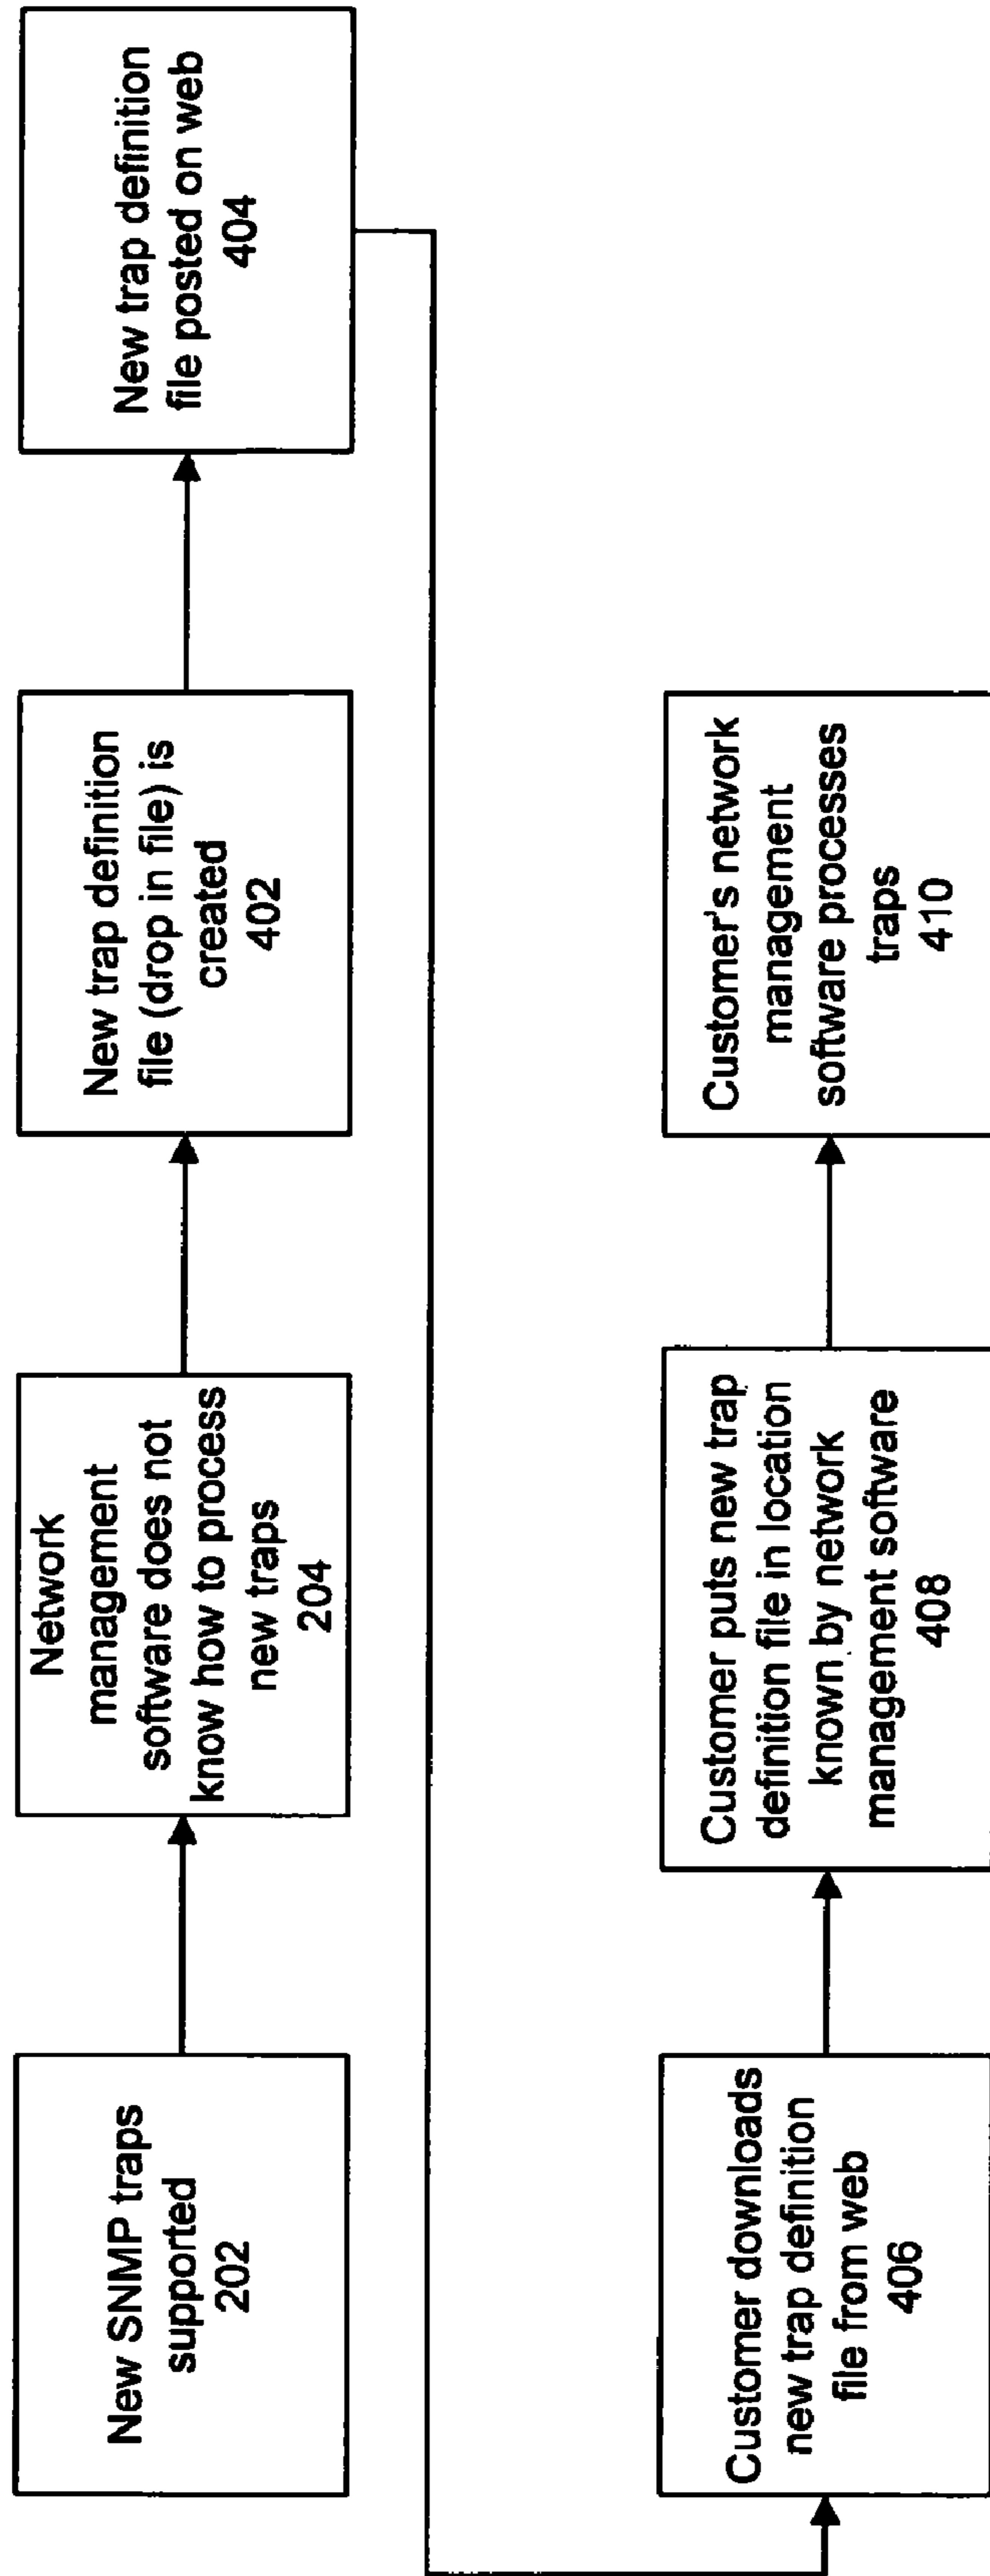 New SNMP traps
supported
202
Network
management
software does not
know how to process
new traps
204
New trap definition
file (drop in file) is
created
402
New trap definition
file posted on web
404
Customer downloads
new trap definition
file from web
406
Customer puts new trap
definition file in location
known by network
management software
408
Customer's network
management
software processes
traps
410